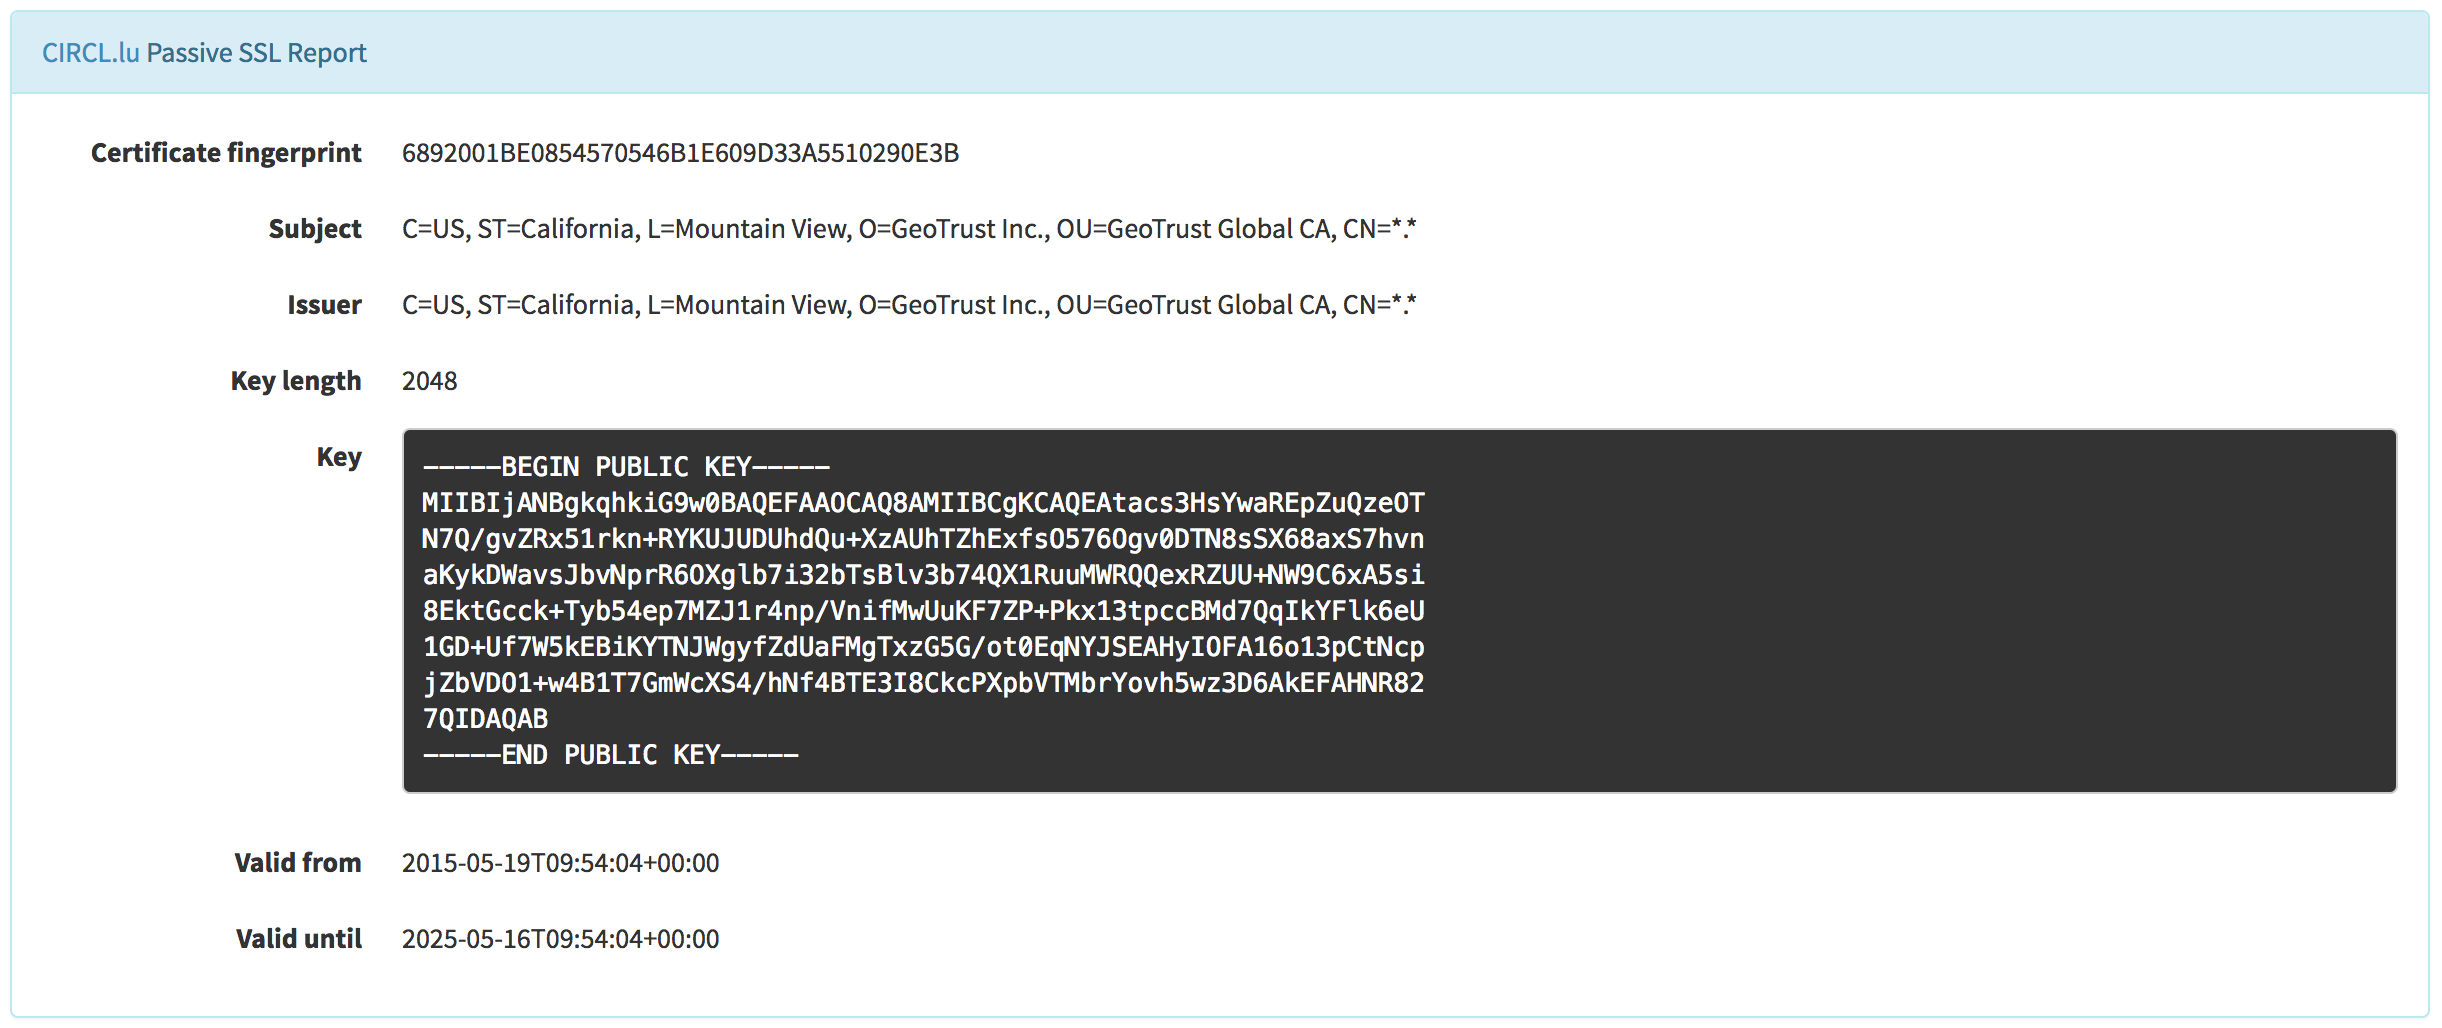 CIRCL.lu Passive SSL Report
Certificate fingerprint 6892001BE0854570546B1E609D33A5510290E3B
Subject C=US, ST=California, L=Mountain View, O=GeoTrust Inc., OU=GeoTrust Global CA, CN=*.*
Issuer C=US, ST=California, L=Mountain View, O=GeoTrust Inc., OU=GeoTrust Global CA, CN=*.*
Key length 2048
Key
-----BEGIN PUBLIC KEY-----
MIIBIjANBgkqhkiG9w0BAQEFAAOCAQ8AMIIBCgKCAQEAtacs3HsYwaREpZuQzeOT
N7Q/gvZRx51rkn+RYKUJUDUhdQu+XzAUhTZhExfsO576Ogv0DTN8sSX68axS7hvn
aKykDWavsJbvNprR6OXglb7i32bTsBlv3b74QX1RuuMWRQQexRZUU+NW9C6xA5si
8EktGcck+Tyb54ep7MZJ1r4np/VnifMwUuKF7ZP+Pkx13tpccBMd7QqIkYFlk6eU
1GD+Uf7W5kEBiKYTNJWgyfZdUaFMgTxzG5G/ot0EqNYJSEAHyIOFA16o13pCtNcp
jZbVDO1+w4B1T7GmWcXS4/hNf4BTE3I8CkcPXpbVTMbrYovh5wz3D6AkEFAHNR82
7QIDAQAB
-----END PUBLIC KEY-----
Valid from 2015-05-19T09:54:04+00:00
Valid until 2025-05-16T09:54:04+00:00